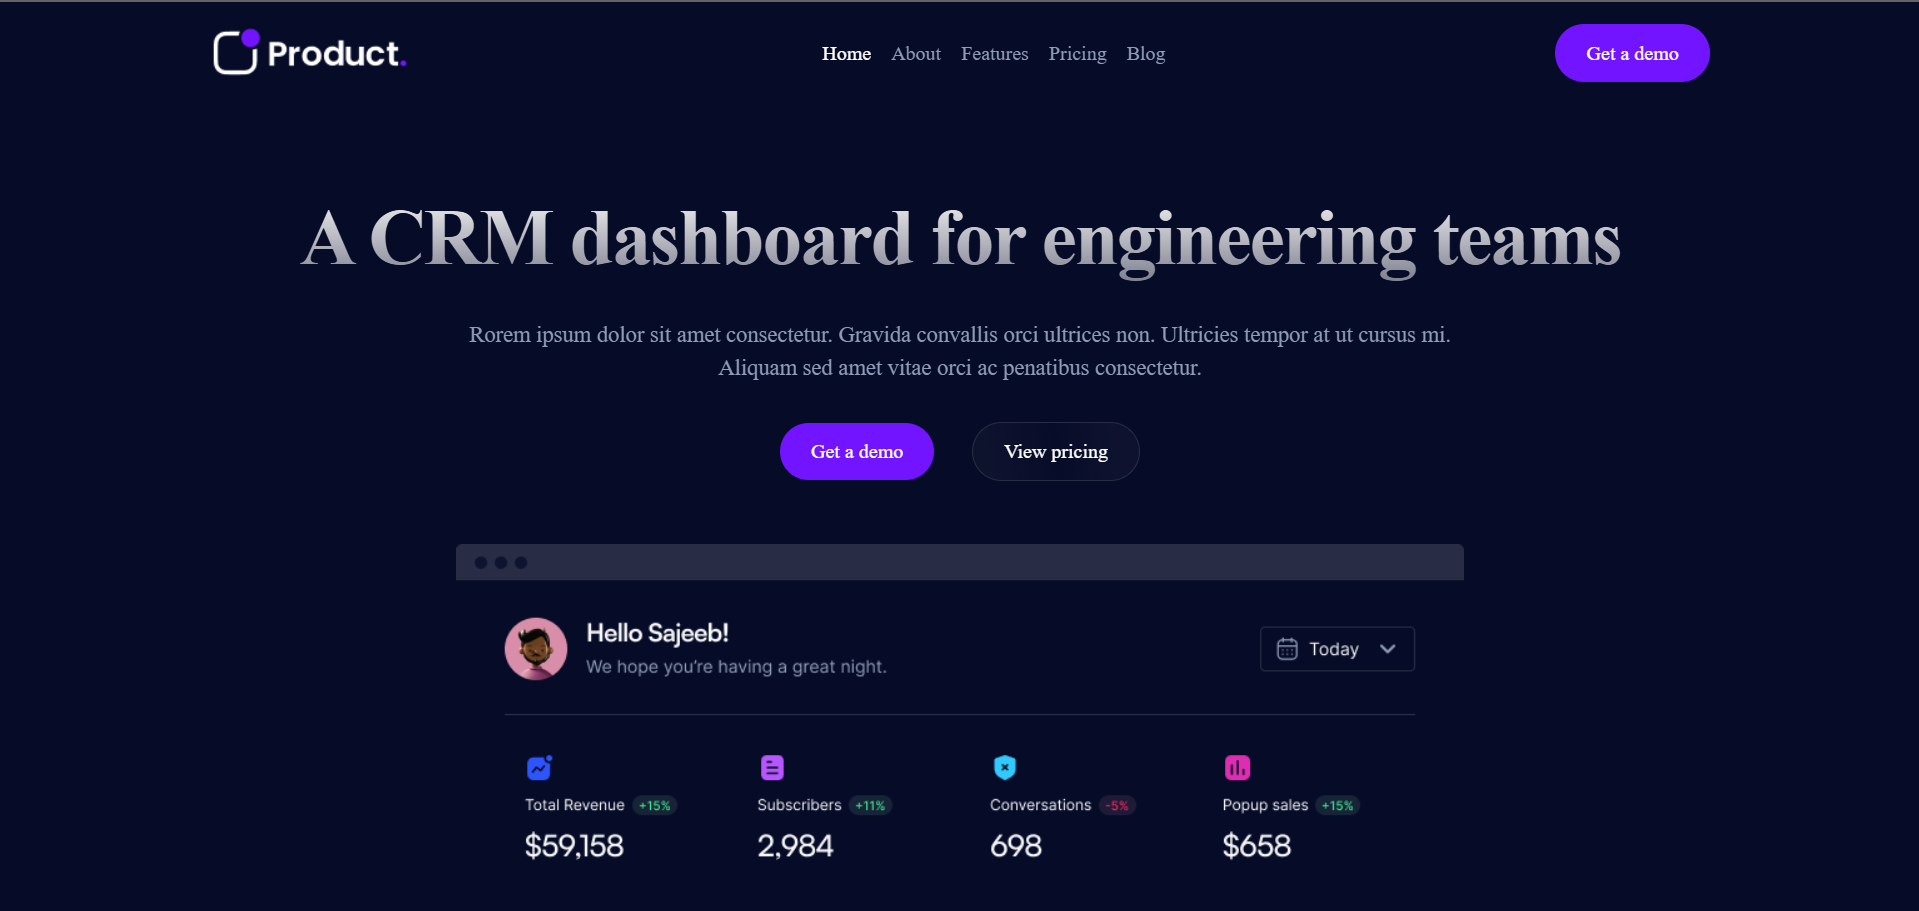 Product.
Home About Features Pricing Blog
Get a demo
A CRM dashboard for engineering teams
Rorem ipsum dolor sit amet consectetur. Gravida convallis orci ultrices non. Ultricies tempor at ut cursus mi.
Aliquam sed amet vitae orci ac penatibus consectetur.
Get a demo
View pricing
Hello Sajeeb!
We hope you're having a great night.
Today
Total Revenue +15%
$59,158
Subscribers +11%
2,984
Conversations -5%
698
Popup sales +15%
$658